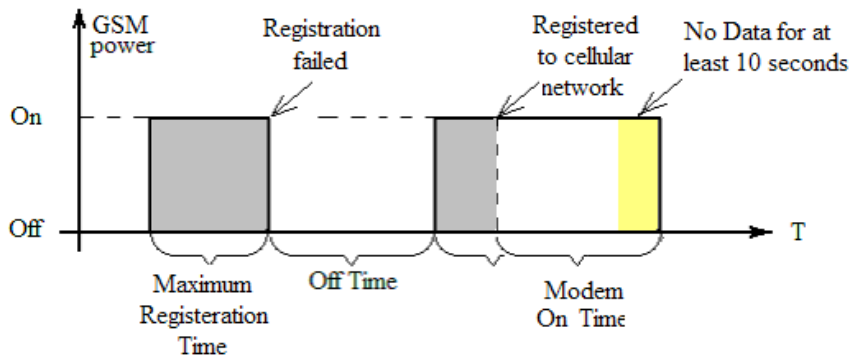 GSM
power
Registration
failed
Registered
to cellular
network
No Data for at
least 10 seconds
On
Off
T
Maximum
Registeration
Time
Off Time
Modem
On Time